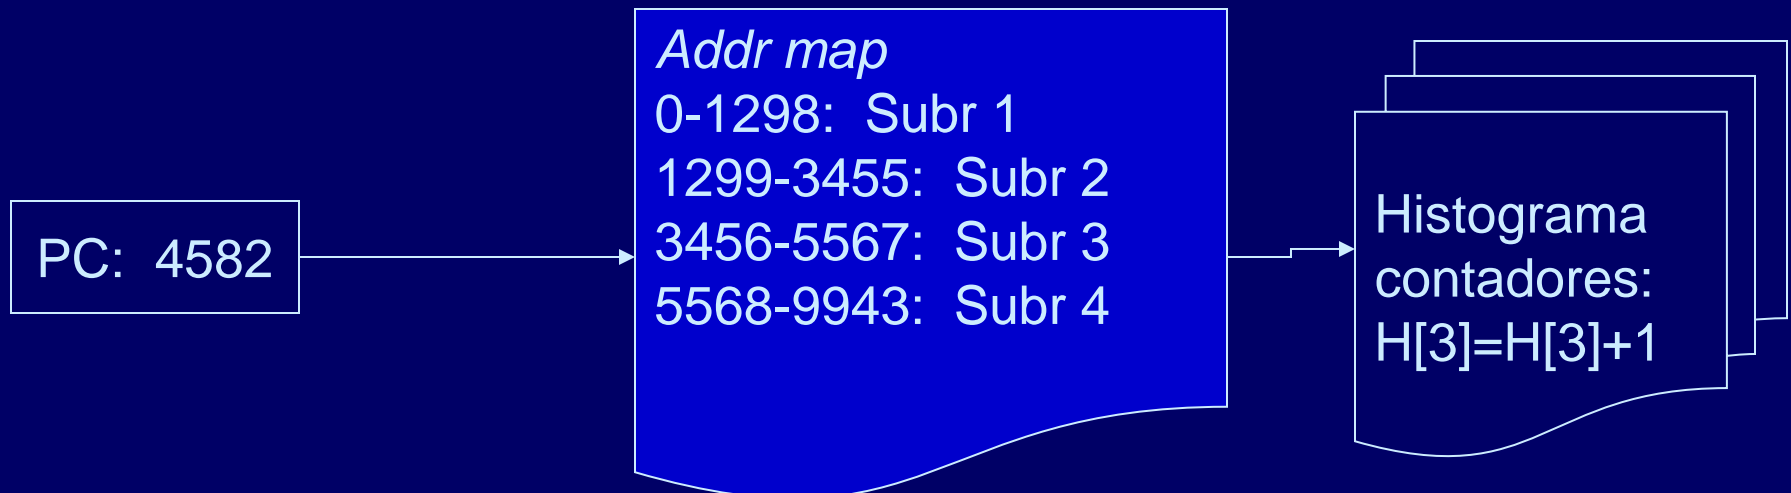 PC: 4582
Addr map
0-1298: Subr 1
1299-3455: Subr 2
3456-5567: Subr 3
5568-9943: Subr 4
Histograma
contadores:
H[3]=H[3]+1